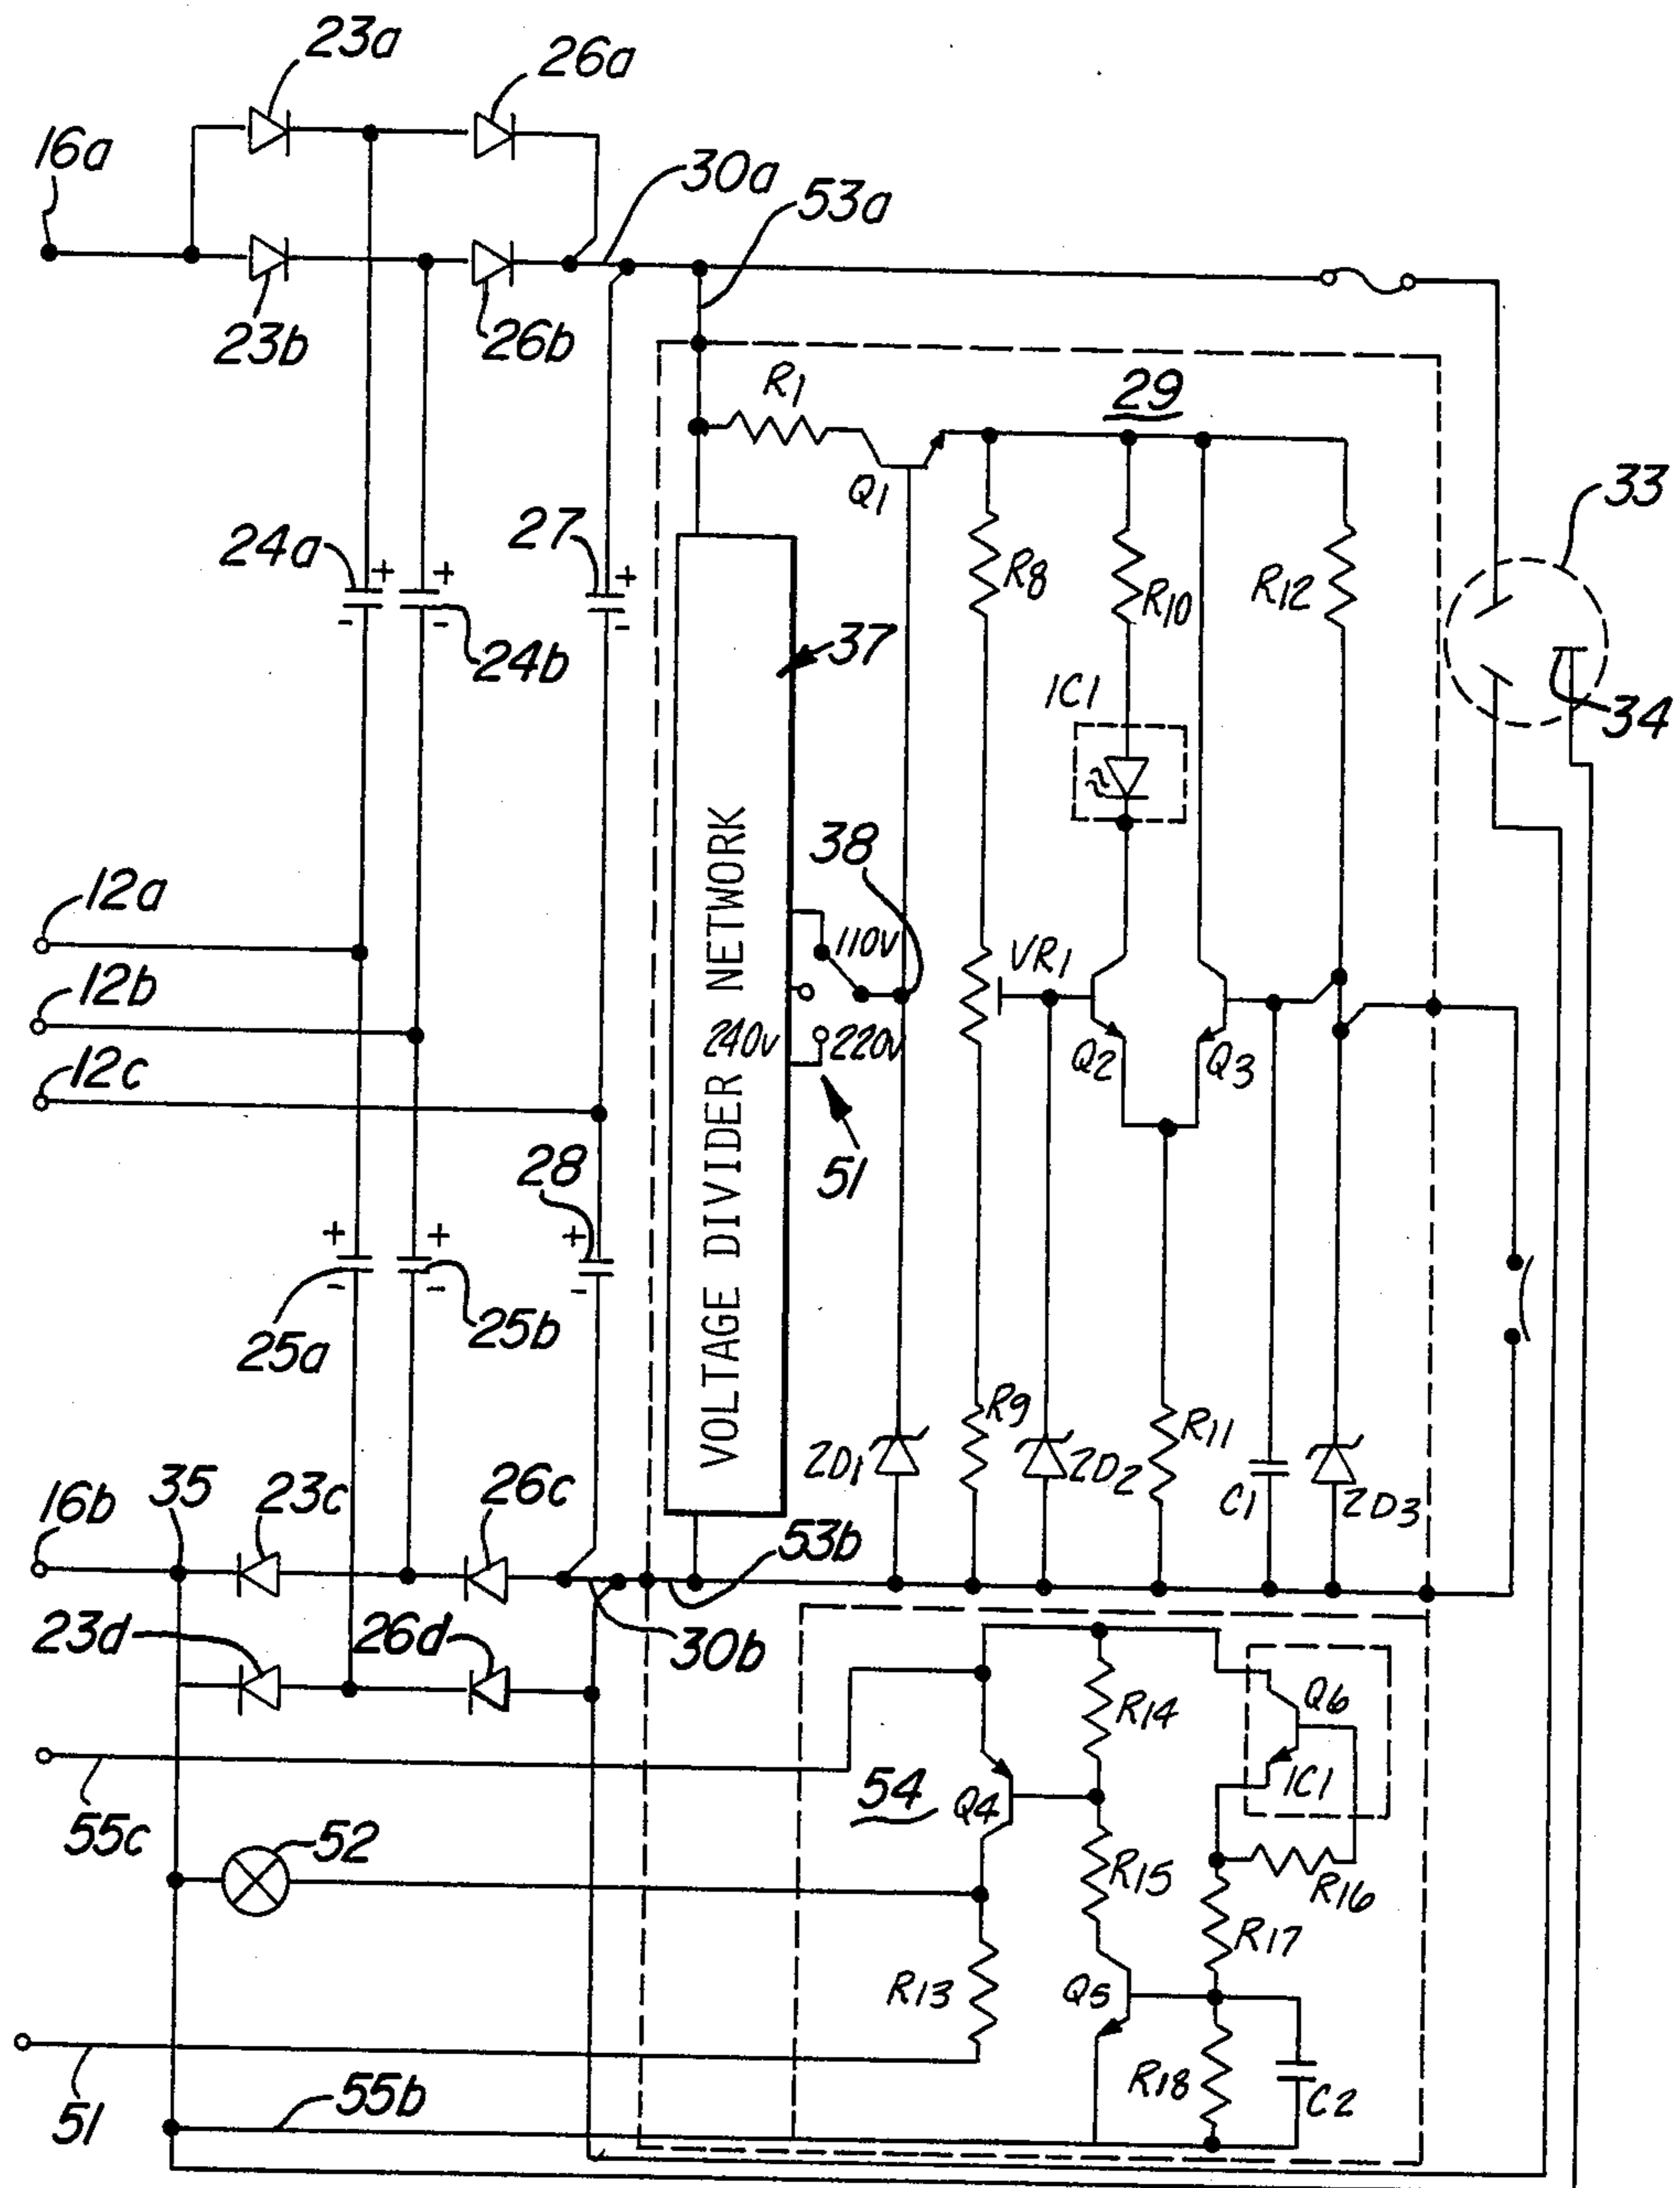 23a
26a
16a
30a
53a
23b
26b
R1
29
Q1
33
24a
+
+
27
+
R8
R10
R12
-
-
-
24b
37
IC1
34
12a
38
110V
VR1
12b
240V
220V
Q2
Q3
12c
VOLTAGE DIVIDER NETWORK
51
28
+
+
+
-
-
-
25a
25b
R9
R11
ZD1
ZD2
C1
ZD3
16b
35
23c
26c
53b
23d
26d
30b
R14
Q6
IC1
55c
54
Q4
52
R15
R16
R17
R13
Q5
R18
C2
51
55b